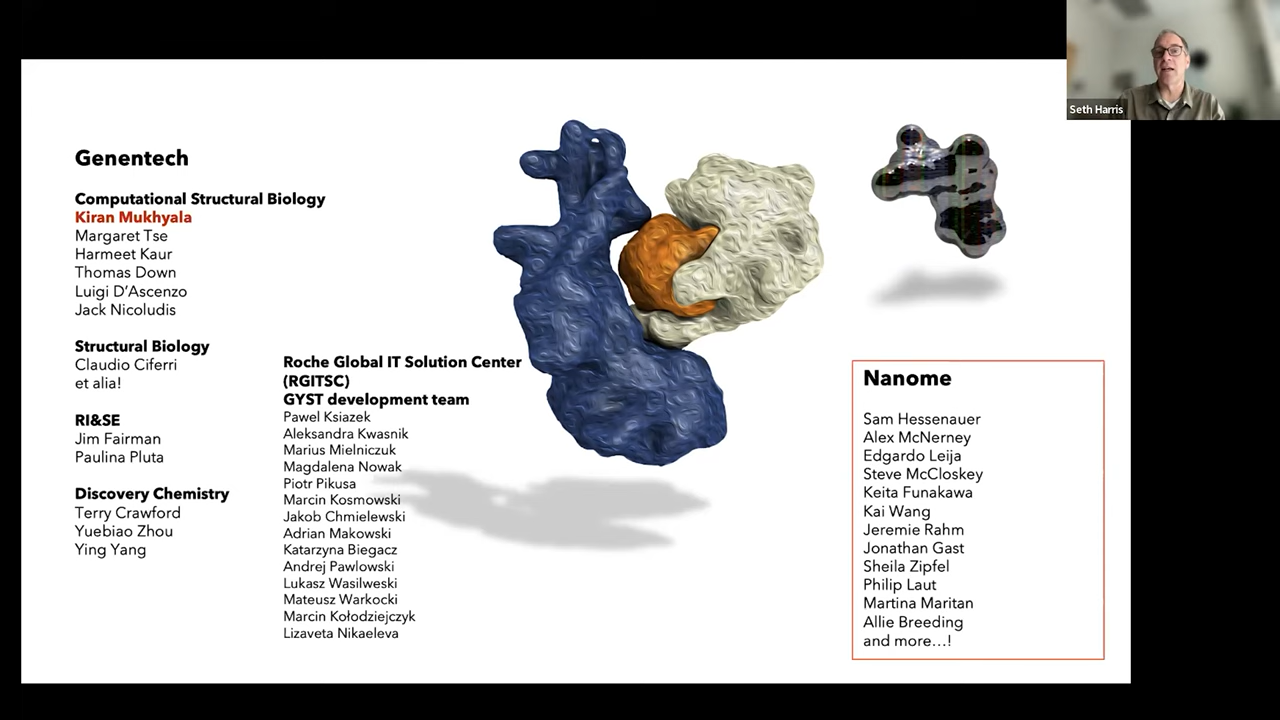 Seth Harris
Genentech
Computational Structural Biology
Kiran Mukhyala
Margaret Tse
Harmeet Kaur
Thomas Down
Luigi D’Ascenzo
Jack Nicoludis
Structural Biology
Claudio Ciferri
et alia!
RI&SE
Jim Fairman
Paulina Pluta
Discovery Chemistry
Terry Crawford
Yuebiao Zhou
Ying Yang
Roche Global IT Solution Center
(RGITSC)
GYST development team
Pawel Ksiazek
Aleksandra Kwasnik
Marius Mielniczuk
Magdalena Nowak
Piotr Pikusa
Marcin Kosmowski
Jakob Chmielewski
Adrian Makowski
Katarzyna Biegacz
Andrej Pawlowski
Lukasz Wasilweski
Mateusz Warkocki
Marcin Kołodziejczyk
Lizaveta Nikaeleva
Nanome
Sam Hessenauer
Alex McNerney
Edgardo Leija
Steve McCloskey
Keita Funakawa
Kai Wang
Jeremie Rahm
Jonathan Gast
Sheila Zipfel
Philip Laut
Martina Maritan
Allie Breeding
and more…!